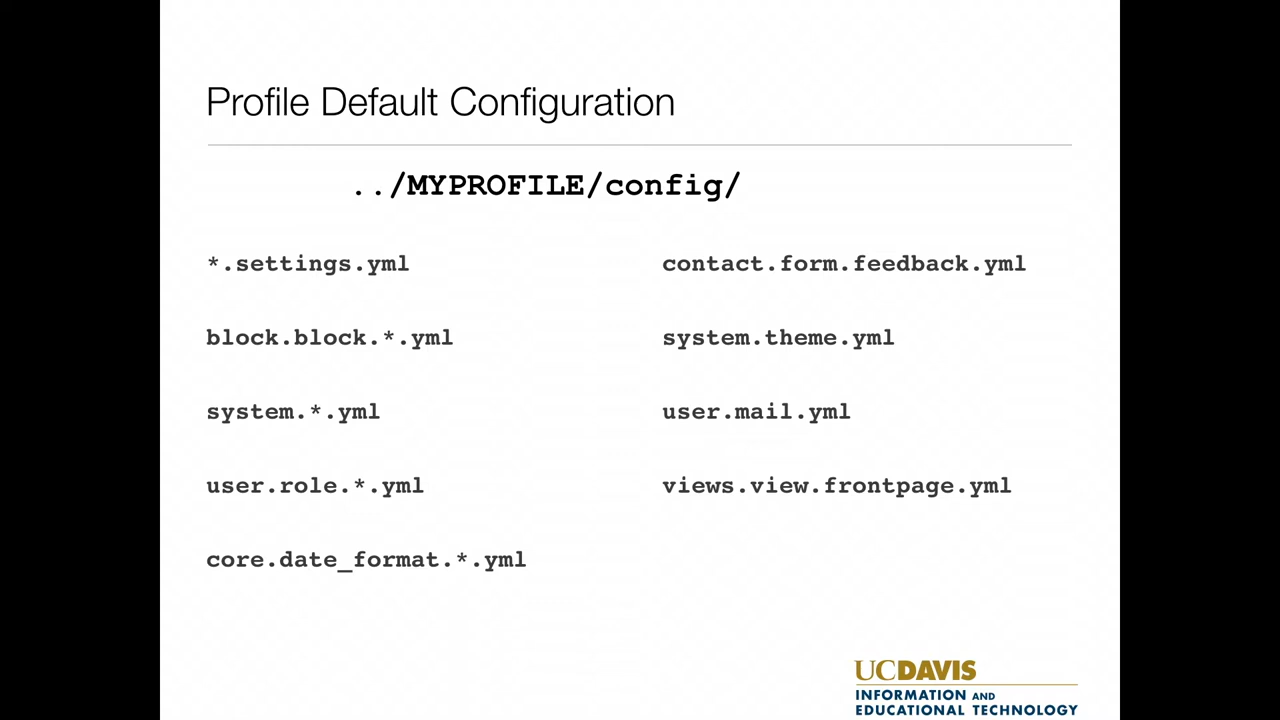 Profile Default Configuration
../MYPROFILE/config/
*.settings.yml
block.block.*.yml
system.*.yml
user.role.*.yml
core.date_format.*.yml
contact.form.feedback.yml
system.theme.yml
user.mail.yml
views.view.frontpage.yml
UCDAVIS
INFORMATION AND
EDUCATIONAL TECHNOLOGY